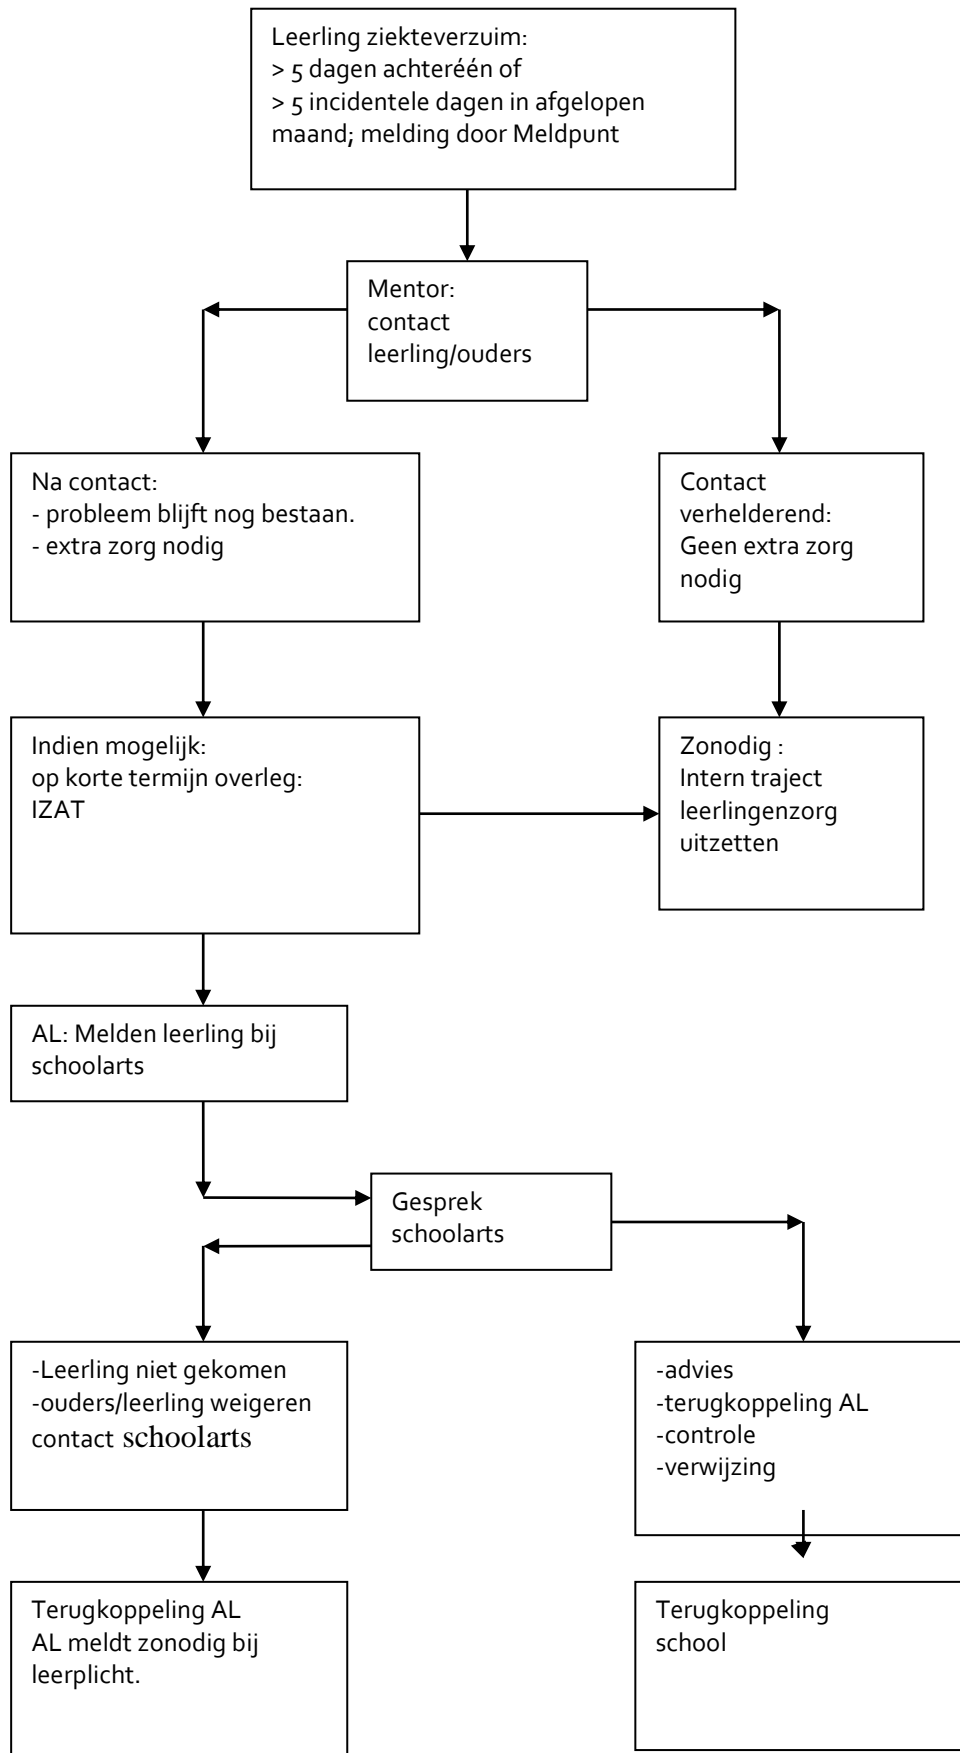 Leerling ziekteverzuim:
> 5 dagen achteréén of
> 5 incidentele dagen in afgelopen
maand; melding door Meldpunt
Mentor:
contact
leerling/ouders
Na contact:
- probleem blijft nog bestaan.
- extra zorg nodig
Contact
verhelderend:
Geen extra zorg
nodig
Indien mogelijk:
op korte termijn overleg:
IZAT
Zonodig :
Intern traject
leerlingenzorg
uitzetten
AL: Melden leerling bij
schoolarts
Gesprek
schoolarts
-Leerling niet gekomen
-ouders/leerling weigeren
contact schoolarts
-advies
-terugkoppeling AL
-controle
-verwijzing
Terugkoppeling AL
AL meldt zonodig bij
leerplicht.
Terugkoppeling
school